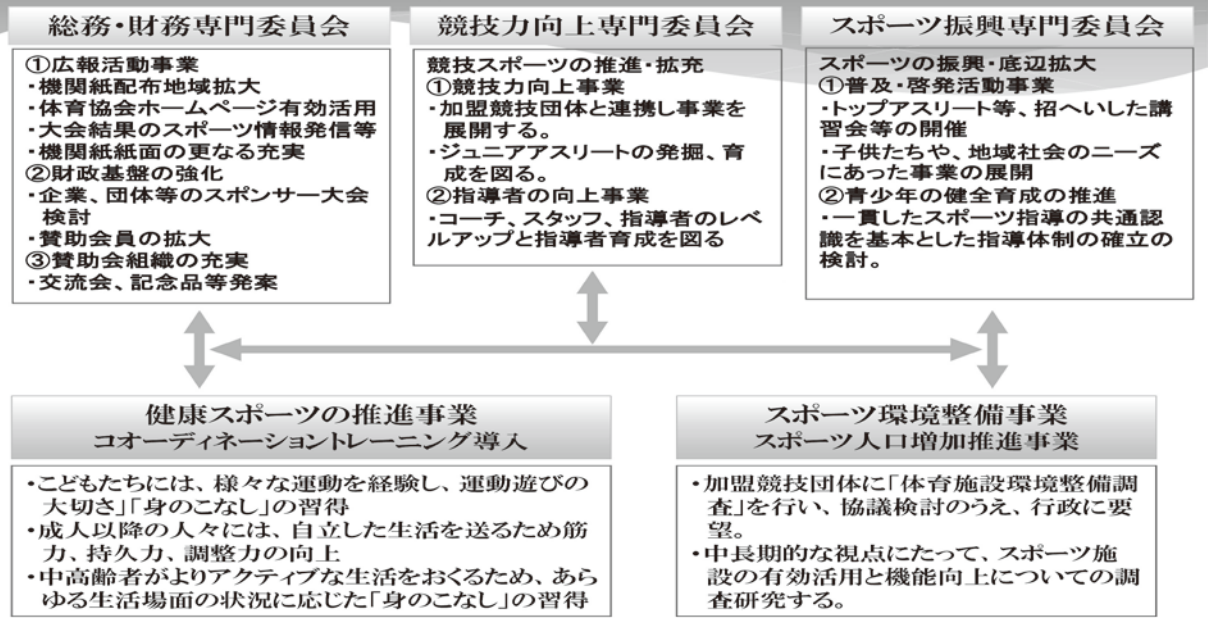 総務・財務専門委員会
①広報活動事業
・機関紙配布地域拡大
・体育協会ホームページ有効活用
・大会結果のスポーツ情報発信等
・機関紙紙面の更なる充実
②財政基盤の強化
・企業、団体等のスポンサー大会
検討
・賛助会員の拡大
③賛助会組織の充実
・交流会、記念品等発案
競技力向上専門委員会
競技スポーツの推進・拡充
①競技力向上事業
・加盟競技団体と連携し事業を
展開する。
・ジュニアアスリートの発掘、育
成を図る。
②指導者の向上事業
・コーチ、スタッフ、指導者のレベ
ルアップと指導者育成を図る
スポーツ振興専門委員会
スポーツの振興・底辺拡大
①普及・啓発活動事業
・トップアスリート等、招へいした講
習会等の開催
・子供たちや、地域社会のニーズ
にあった事業の展開
②青少年の健全育成の推進
・一貫したスポーツ指導の共通認
識を基本とした指導体制の確立の
検討。
健康スポーツの推進事業
コオーディネーショントレーニング導入
・こどもたちには、様々な運動を経験し、運動遊びの
大切さ」「身のこなし」の習得
・成人以降の人々には、自立した生活を送るため筋
力、持久力、調整力の向上
・中高齢者がよりアクティブな生活をおくるため、あら
ゆる生活場面の状況に応じた「身のこなし」の習得
スポーツ環境整備事業
スポーツ人口増加推進事業
・加盟競技団体に「体育施設環境整備調
査」を行い、協議検討のうえ、行政に要
望。
・中長期的な視点にたって、スポーツ施
設の有効活用と機能向上についての調
査研究する。